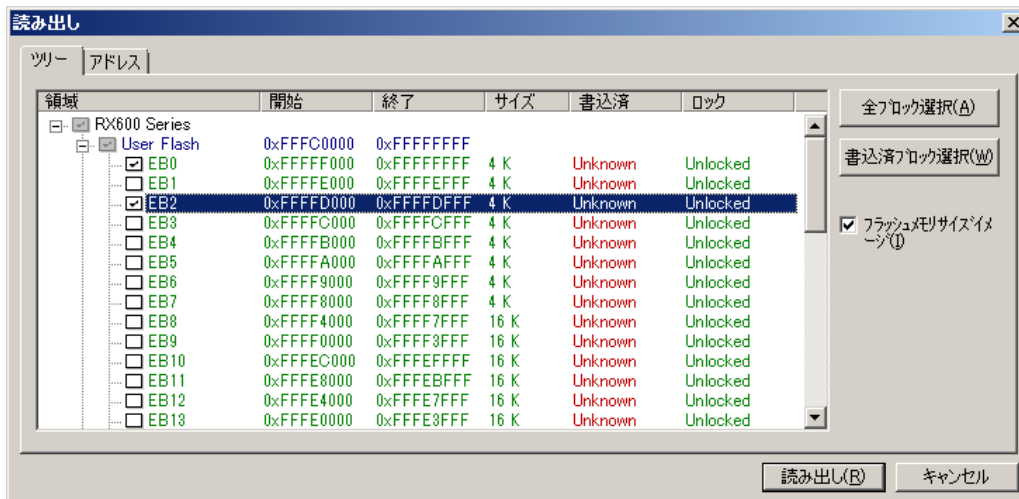 読み出し
ツリー アドレス
領域 開始 終了 サイズ 書込済 ロック
RX600 Series
User Flash 0xFFFC0000 0xFFFFFFFF
EB0 0xFFFFF000 0xFFFFFFFF 4 K Unknown Unlocked
EB1 0xFFFFE000 0xFFFFEFFF 4 K Unknown Unlocked
EB2 0xFFFFD000 0xFFFFDFFF 4 K Unknown Unlocked
EB3 0xFFFFC000 0xFFFFCFFF 4 K Unknown Unlocked
EB4 0xFFFFB000 0xFFFFBFFF 4 K Unknown Unlocked
EB5 0xFFFFA000 0xFFFFAFFF 4 K Unknown Unlocked
EB6 0xFFFF9000 0xFFFF9FFF 4 K Unknown Unlocked
EB7 0xFFFF8000 0xFFFF8FFF 4 K Unknown Unlocked
EB8 0xFFFF4000 0xFFFF7FFF 16 K Unknown Unlocked
EB9 0xFFFF0000 0xFFFF3FFF 16 K Unknown Unlocked
EB10 0xFFFEC000 0xFFFEFFFF 16 K Unknown Unlocked
EB11 0xFFFE8000 0xFFFEBFFF 16 K Unknown Unlocked
EB12 0xFFFE4000 0xFFFE7FFF 16 K Unknown Unlocked
EB13 0xFFFE0000 0xFFFE3FFF 16 K Unknown Unlocked
全ﾌﾞﾛｯｸ選択(A)
書込済ﾌﾞﾛｯｸ選択(W)
ﾌﾗｯｼｭﾒﾓﾘｻｲｽﾞｲﾒ
ｰｼﾞ(I)
読み出し(R) キャンセル